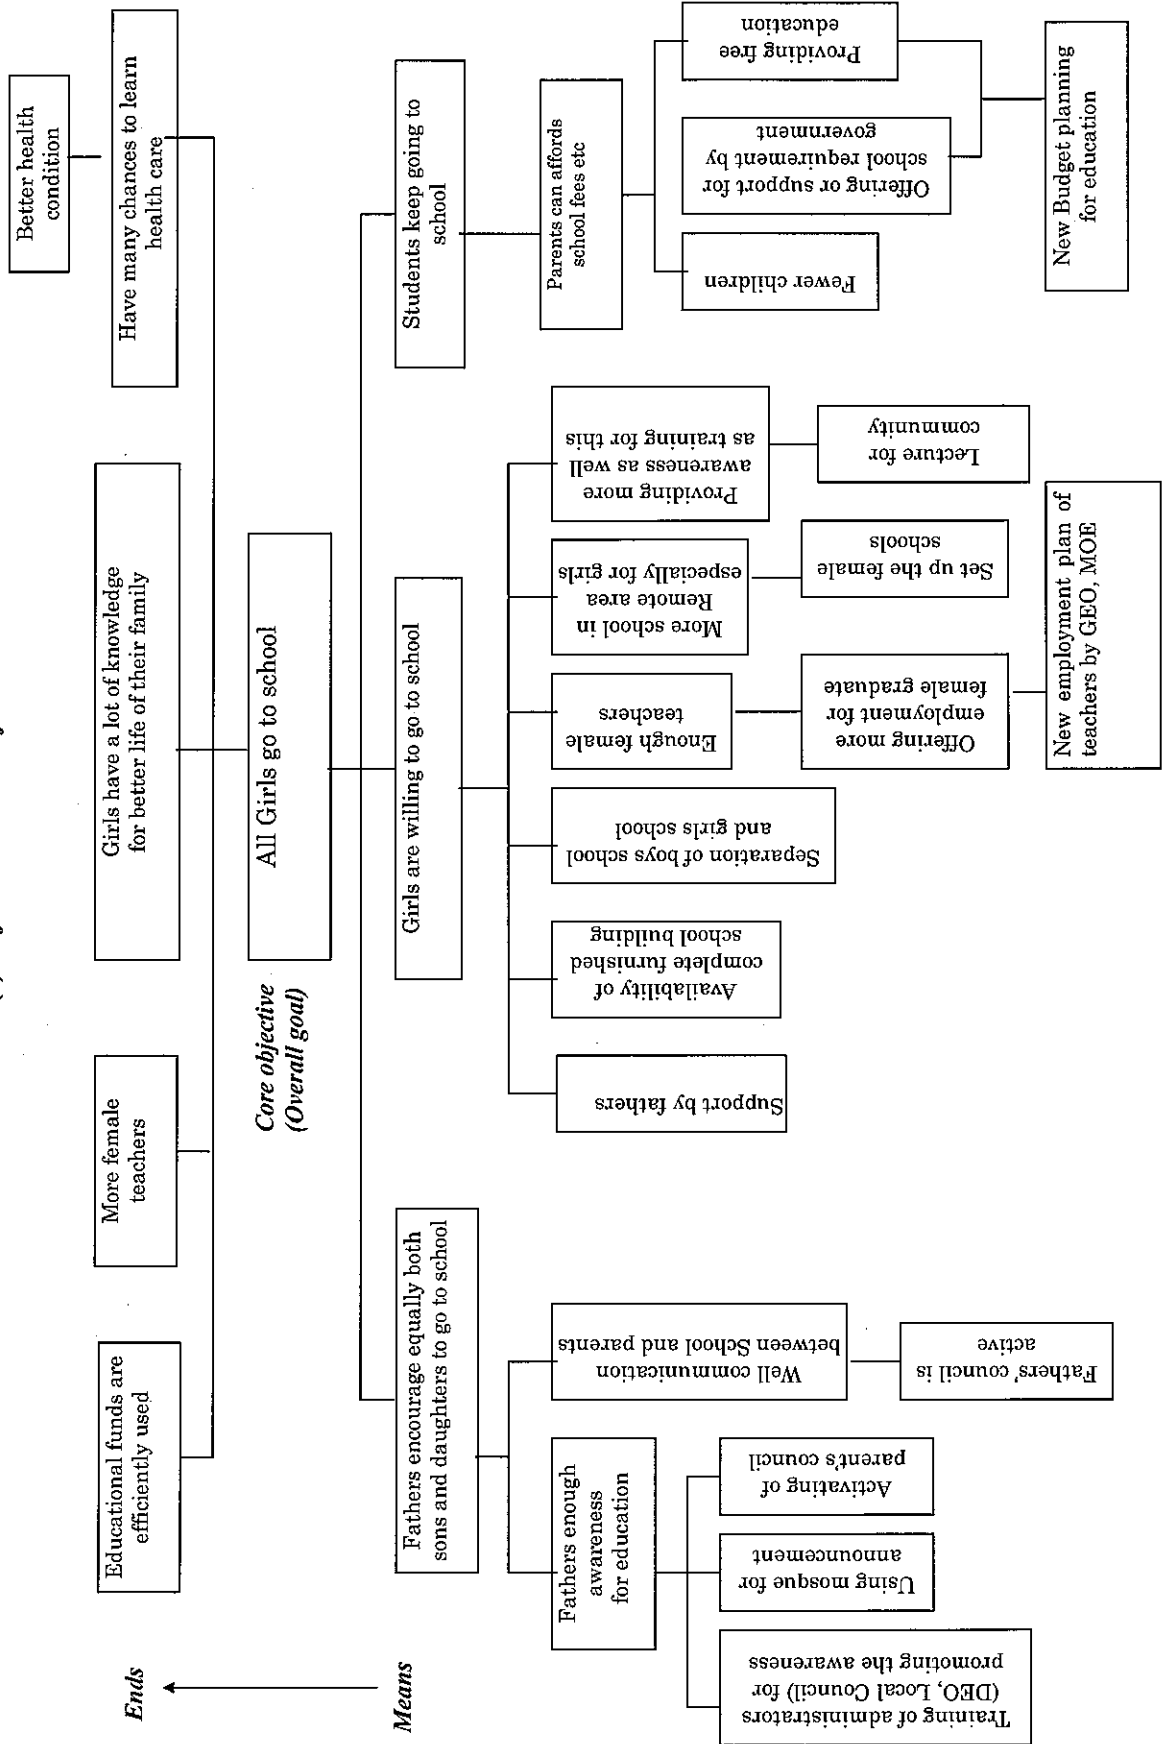 Better health
condition
Educational funds are
efficiently used
More female
teachers
Girls have a lot of knowledge
for better life of their family
Have many chances to learn
health care
Ends
Core objective
(Overall goal)
All Girls go to school
Means
Fathers encourage equally both
sons and daughters to go to school
Girls are willing to go to school
Students keep going to
school
Fathers enough
awareness
for education
Well communication
between School and parents
Support by fathers
Availability of
complete furnished
school building
Separation of boys school
and girls school
Enough female
teachers
More school in
Remote area
especially for girls
Providing more
awareness as well
as training for this
Parents can affords
school fees etc
Training of administrators
(DEO, Local Council) for
promoting the awareness
Using mosque for
announcement
Activating of
parent's council
Fathers' council is
active
Offering more
employment for
female graduate
Set up the female
schools
Lecture for
community
Fewer children
Offering or support for
school requirement by
government
Providing free
education
New employment plan of
teachers by GEO, MOE
New Budget planning
for education